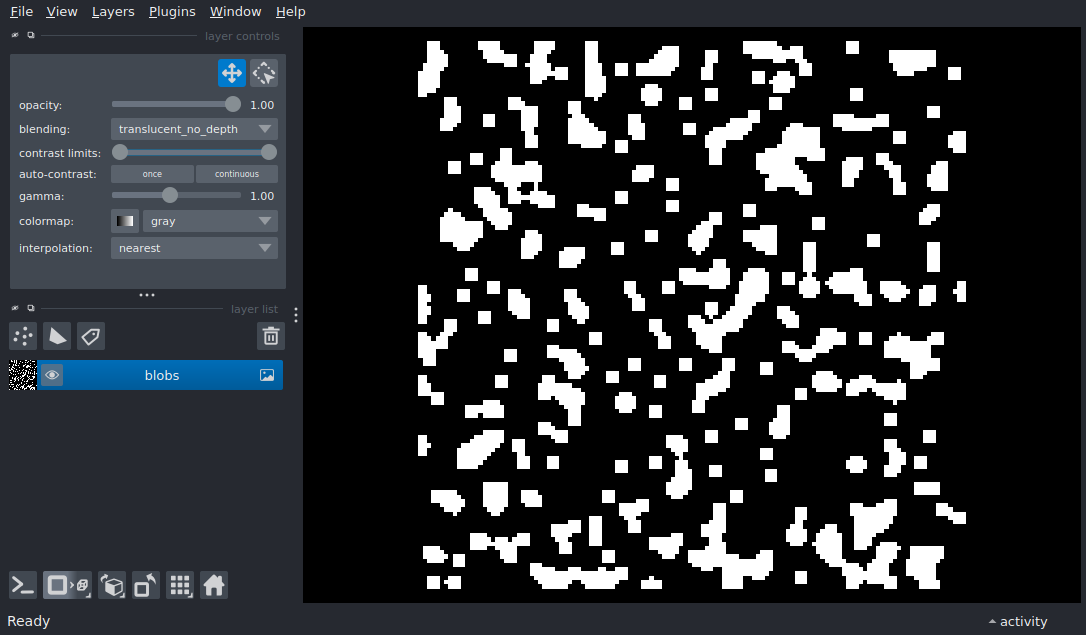 File View Layers Plugins Window Help
layer controls
opacity: 1.00
blending: translucent_no_depth
contrast limits:
auto-contrast: once continuous
gamma: 1.00
colormap: gray
interpolation: nearest
layer list
blobs
Ready activity